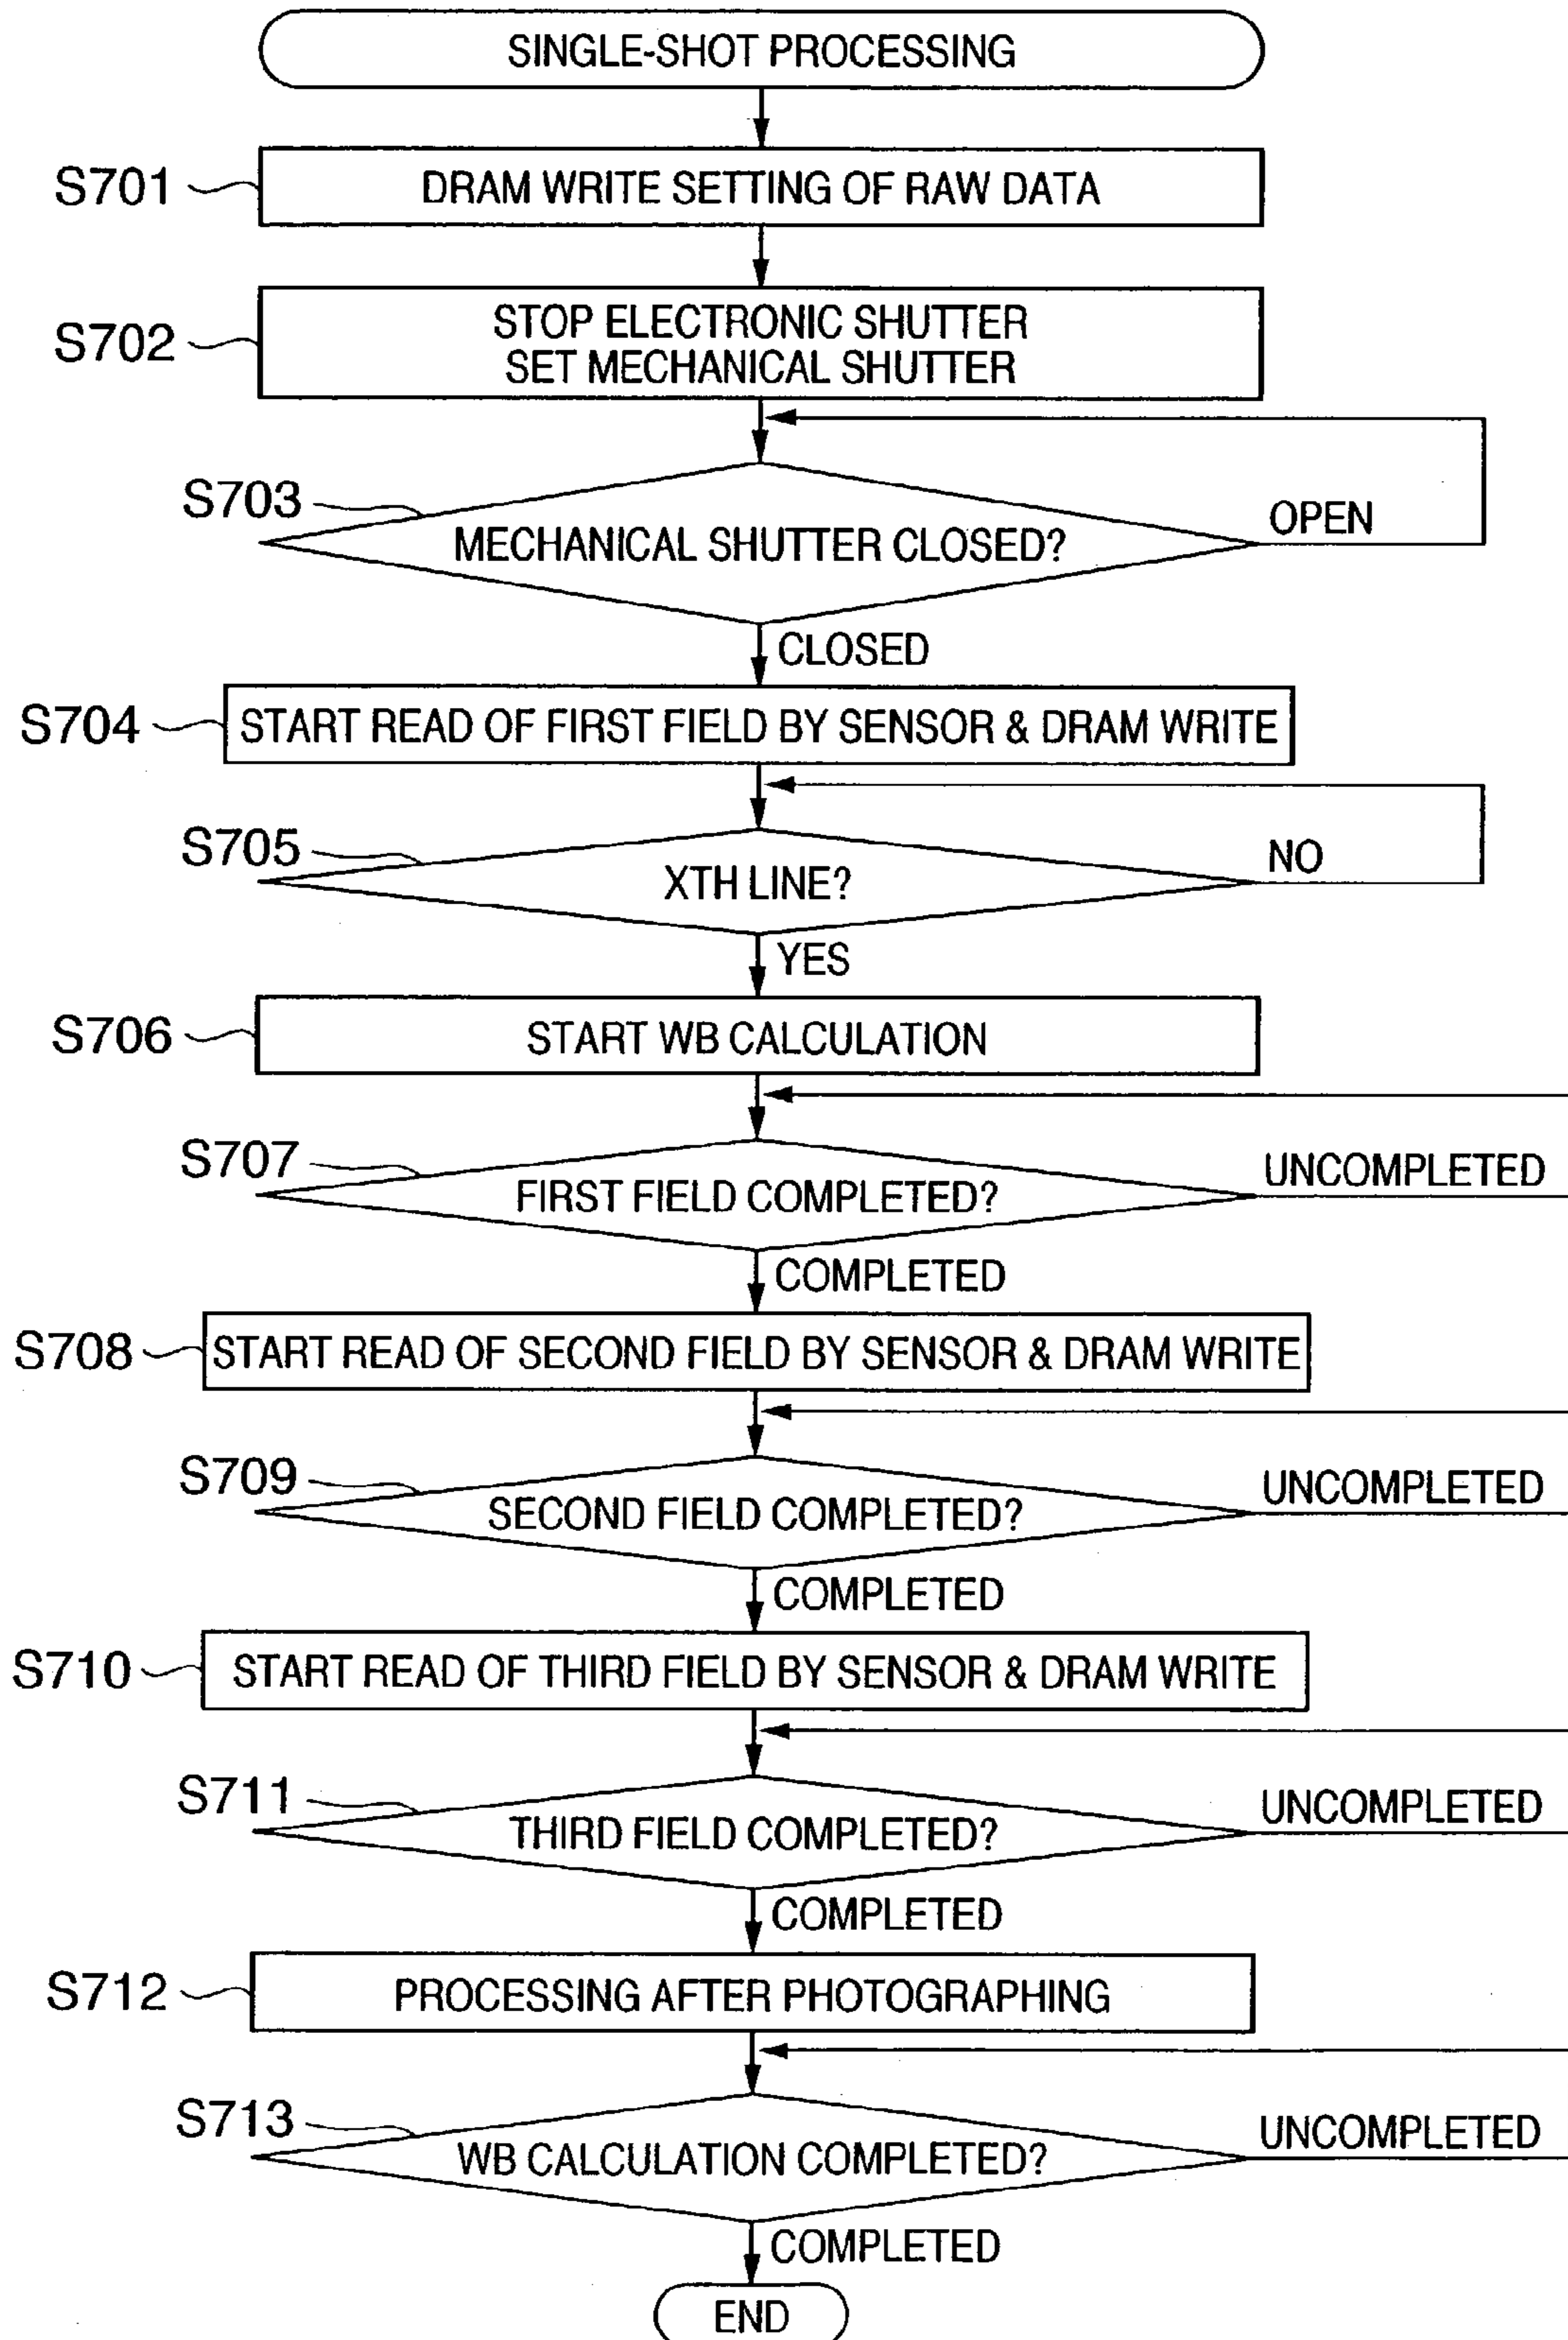 SINGLE-SHOT PROCESSING
S701
DRAM WRITE SETTING OF RAW DATA
S702
STOP ELECTRONIC SHUTTER
SET MECHANICAL SHUTTER
S703
MECHANICAL SHUTTER CLOSED?
OPEN
CLOSED
S704
START READ OF FIRST FIELD BY SENSOR & DRAM WRITE
S705
XTH LINE?
NO
YES
S706
START WB CALCULATION
S707
FIRST FIELD COMPLETED?
UNCOMPLETED
COMPLETED
S708
START READ OF SECOND FIELD BY SENSOR & DRAM WRITE
S709
SECOND FIELD COMPLETED?
UNCOMPLETED
COMPLETED
S710
START READ OF THIRD FIELD BY SENSOR & DRAM WRITE
S711
THIRD FIELD COMPLETED?
UNCOMPLETED
COMPLETED
S712
PROCESSING AFTER PHOTOGRAPHING
S713
WB CALCULATION COMPLETED?
UNCOMPLETED
COMPLETED
END